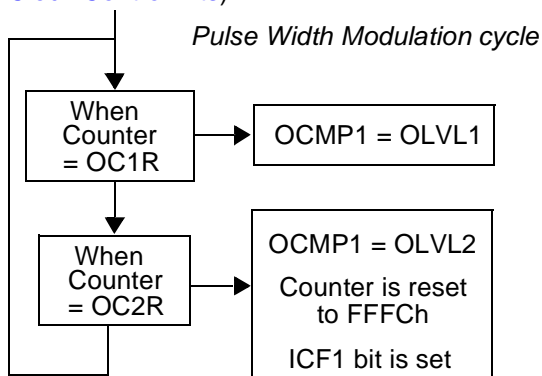 Pulse Width Modulation cycle
When
Counter
= OC1R
OCMP1 = OLVL1
When
Counter
= OC2R
OCMP1 = OLVL2
Counter is reset
to FFFCh
ICF1 bit is set